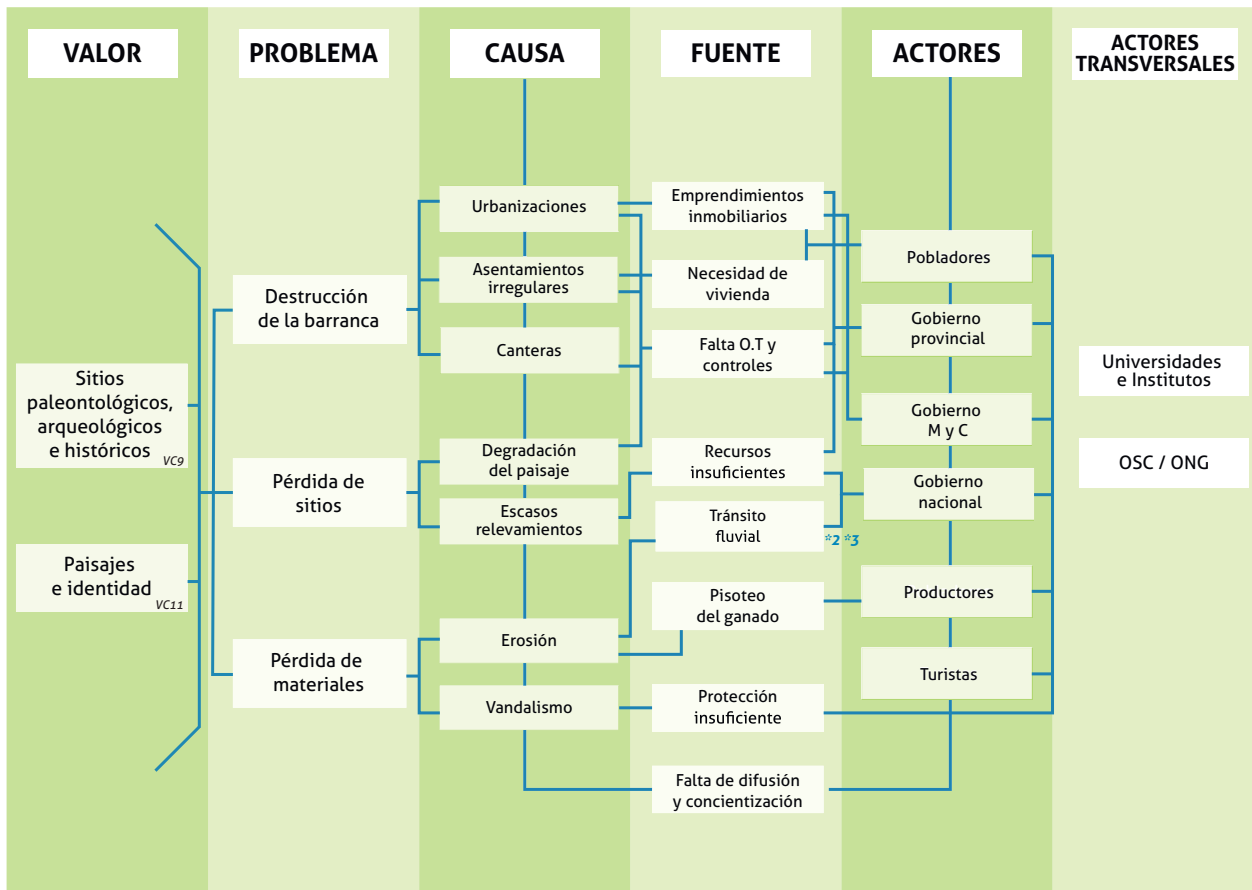 VALOR
PROBLEMA
CAUSA
FUENTE
ACTORES
ACTORES
TRANSVERSALES
Sitios
paleontológicos,
arqueológicos
e históricos
VC9
Paisajes
e identidad
VC11
Destrucción
de la barranca
Pérdida de
sitios
Pérdida de
materiales
Urbanizaciones
Asentamientos
irregulares
Canteras
Degradación
del paisaje
Escasos
relevamientos
Erosión
Vandalismo
Emprendimientos
inmobiliarios
Necesidad de
vivienda
Falta O.T y
controles
Recursos
insuficientes
Tránsito
fluvial
*2 *3
Pisoteo
del ganado
Protección
insuficiente
Falta de difusión
y concientización
Pobladores
Gobierno
provincial
Gobierno
M y C
Gobierno
nacional
Productores
Turistas
Universidades
e Institutos
OSC / ONG